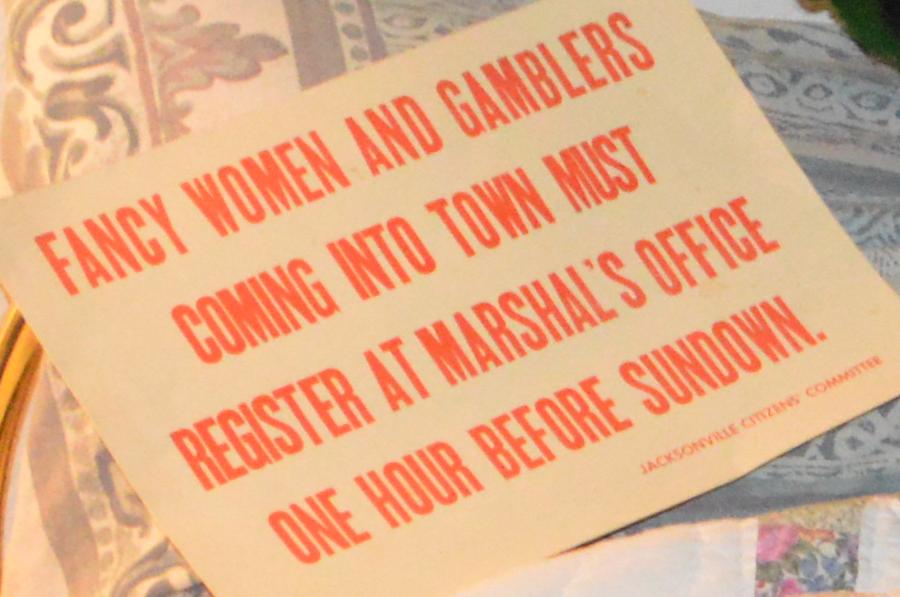 FANCY WOMEN AND GAMBLERS
COMING INTO TOWN MUST
REGISTER AT MARSHAL'S OFFICE
ONE HOUR BEFORE SUNDOWN.
JACKSONVILLE CITIZENS' COMMITTEE